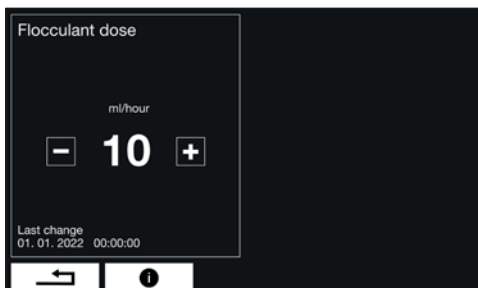 Flocculant dose
ml/hour
− 10 +
Last change
01. 01. 2022 00:00:00
i